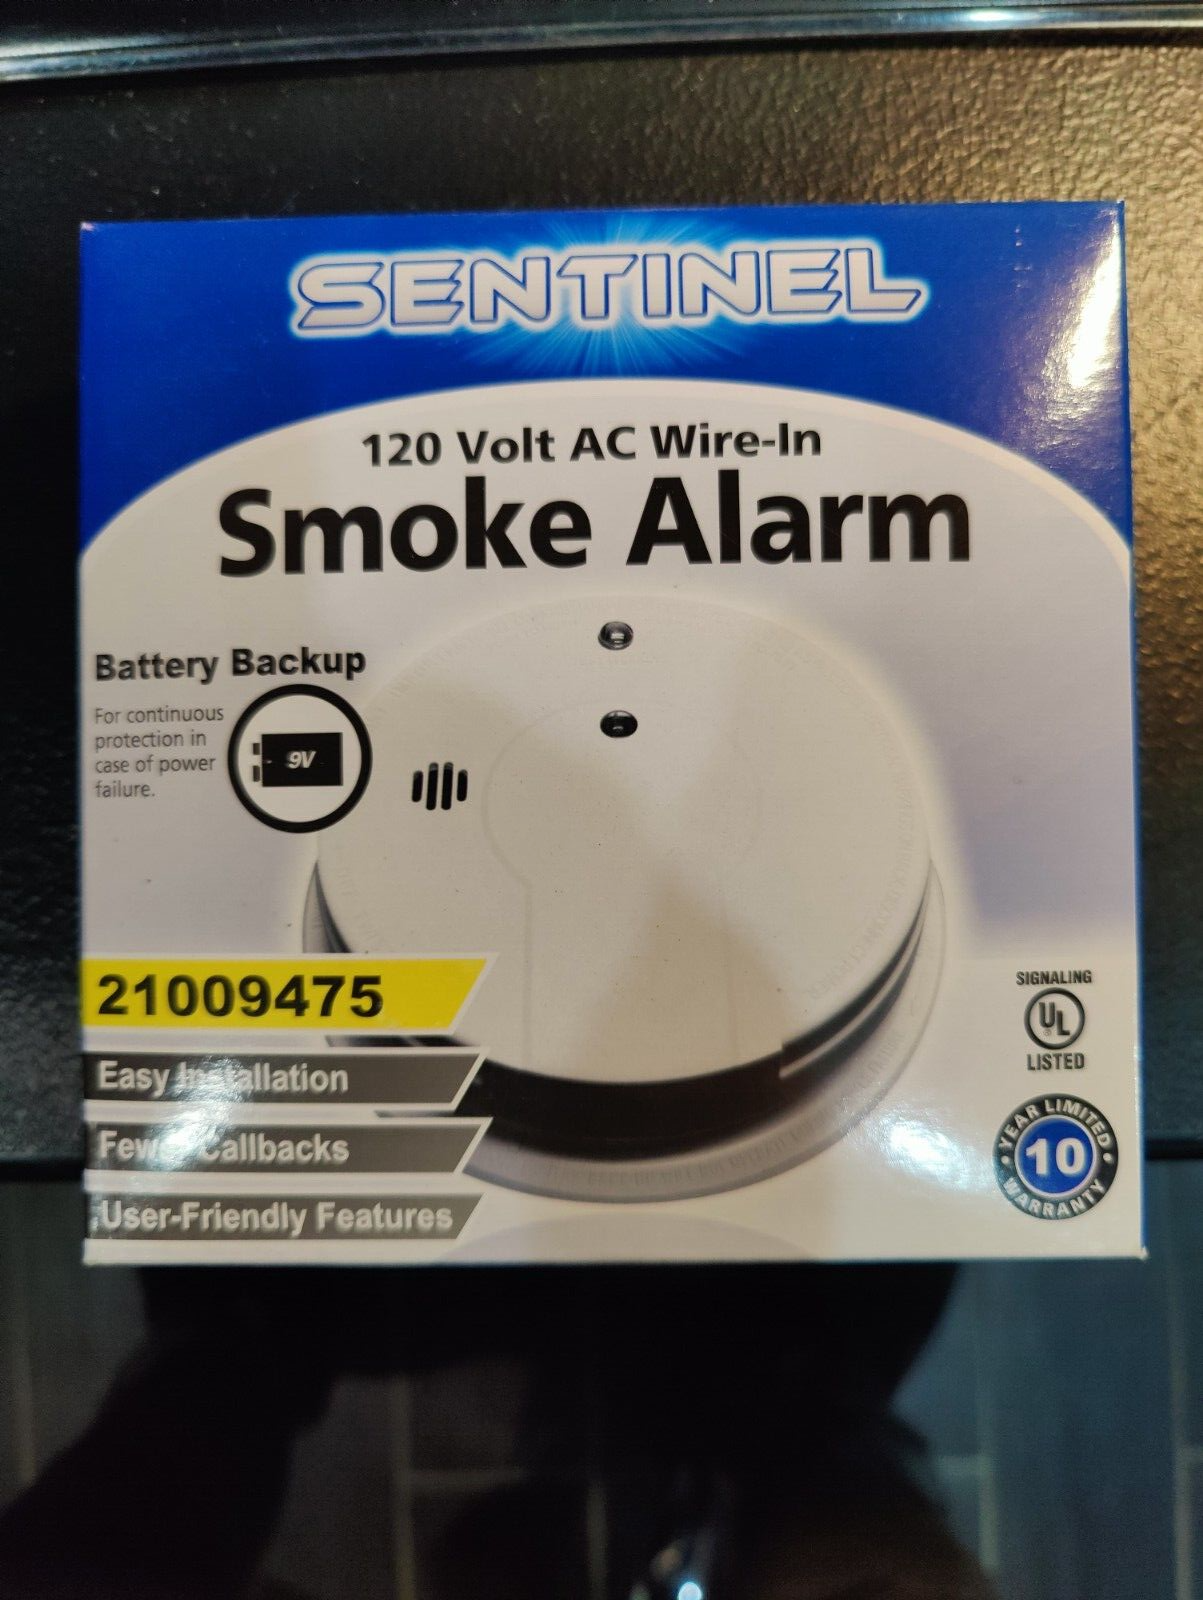 SENTINEL
120 Volt AC Wire-In
Smoke Alarm
Battery Backup
For continuous
protection in
case of power
failure.
9V
21009475
Easy Installation
Fewer Callbacks
User-Friendly Features
SIGNALING
UL
LISTED
YEAR LIMITED
10
WARRANTY